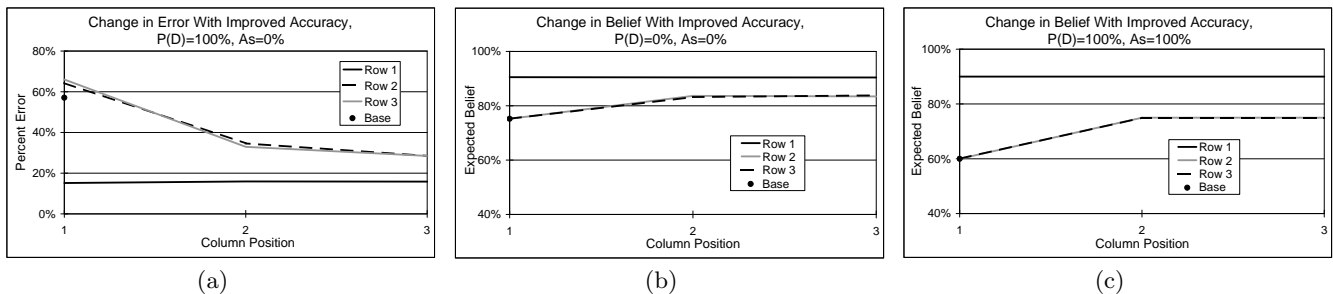 Change in Error With Improved Accuracy,
P(D)=100%, As=0%
80%
60%
40%
20%
0%
Percent Error
Row 1
Row 2
Row 3
Base
1
2
3
Column Position
(a)
Change in Belief With Improved Accuracy,
P(D)=0%, As=0%
100%
80%
60%
40%
Expected Belief
Row 1
Row 2
Row 3
Base
1
2
3
Column Position
(b)
Change in Belief With Improved Accuracy,
P(D)=100%, As=100%
100%
80%
60%
40%
Expected Belief
Row 1
Row 2
Row 3
Base
1
2
3
Column Position
(c)